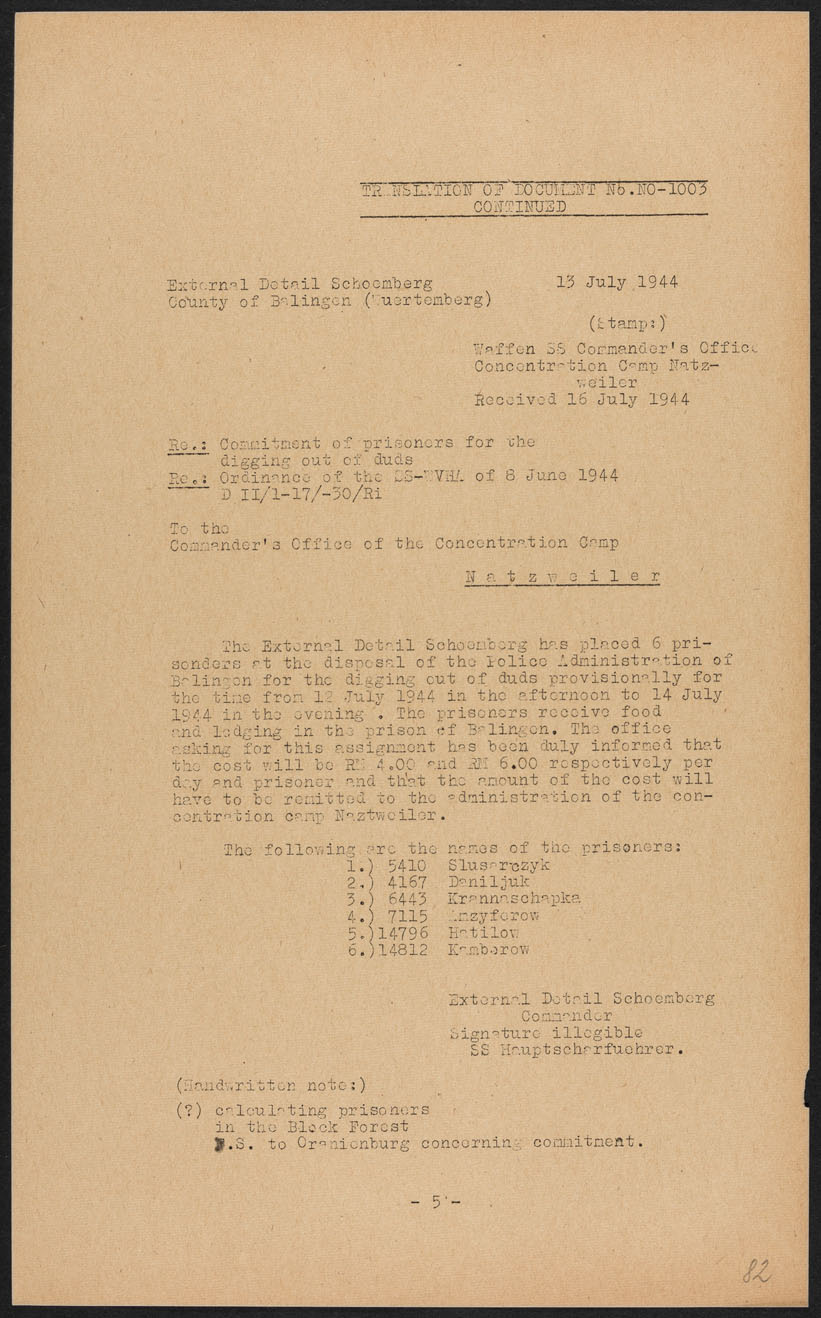 TRANSLATION OF DOCUMENT No.NO-1003
CONTINUED
External Detail Schoemberg 13 July 1944
County of Balingen (Wuertemberg)
(Stamp:)
Waffen SS Commander's Office
Concentration Camp Natz-
weiler
Received 16 July 1944
Re.: Commitment of prisoners for the
digging out of duds
Re.: Ordinance of the SS-WVHA of 8 June 1944
D II/1-17/-30/Ri
To the
Commander's Office of the Concentration Camp
N a t z w e i l e r
The External Detail Schoemberg has placed 6 pri-
sonders at the disposal of the Police Administration of
Balingen for the digging out of duds provisionally for
the time from 12 July 1944 in the afternoon to 14 July
1944 in the evening . The prisoners receive food
and lodging in the prison of Balingen. The office
asking for this assignment has been duly informed that
the cost will be RM 4.00 and RM 6.00 respectively per
day and prisoner and that the amount of the cost will
have to be remitted to the administration of the con-
centration camp Naztweiler.
The following are the names of the prisoners:
1.) 5410 Slusarczyk
2.) 4167 Daniljuk
3.) 6443 Krannaschapka
4.) 7115 Anzyferow
5.) 14796 Hatilow
6.) 14812 Kamberow
External Detail Schoemberg
Commander
Signature illegible
SS Hauptscharfuehrer.
(Handwritten note:)
(?) calculating prisoners
in the Black Forest
.S. to Oranienburg concerning commitment.
- 5 -
82